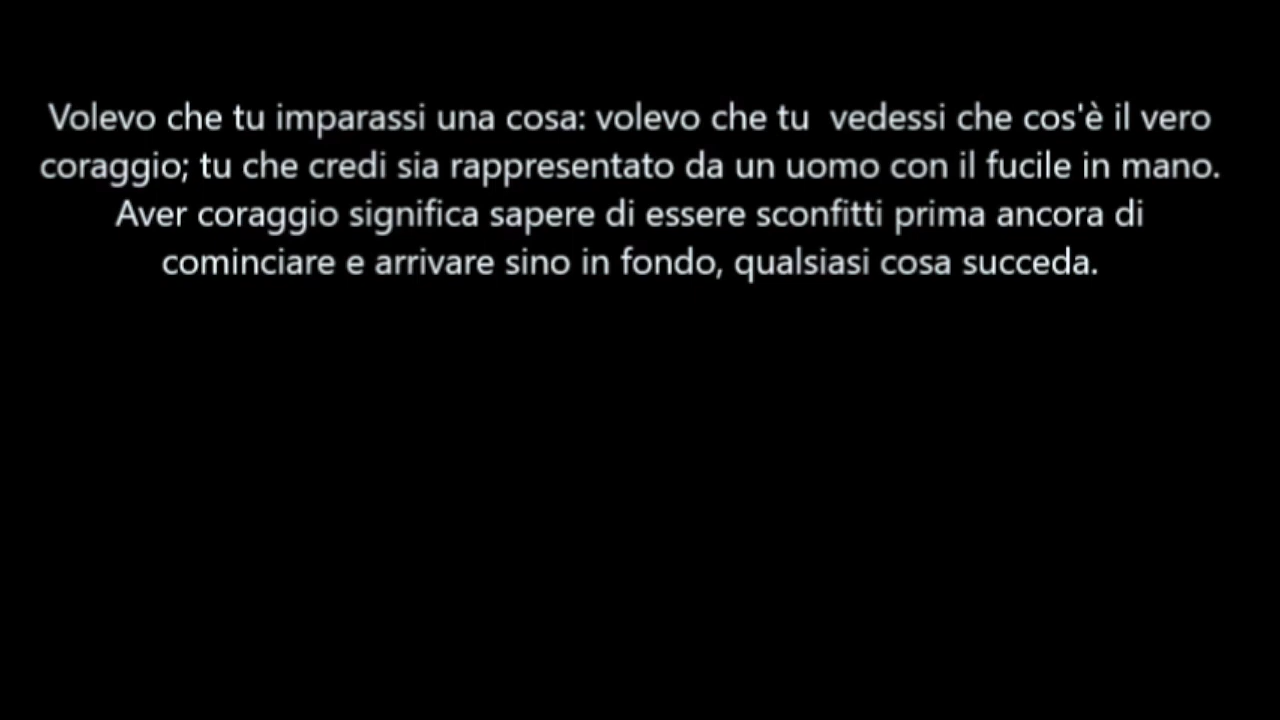 Volevo che tu imparassi una cosa: volevo che tu  vedessi che cos'è il vero
coraggio; tu che credi sia rappresentato da un uomo con il fucile in mano.
Aver coraggio significa sapere di essere sconfitti prima ancora di
cominciare e arrivare sino in fondo, qualsiasi cosa succeda.